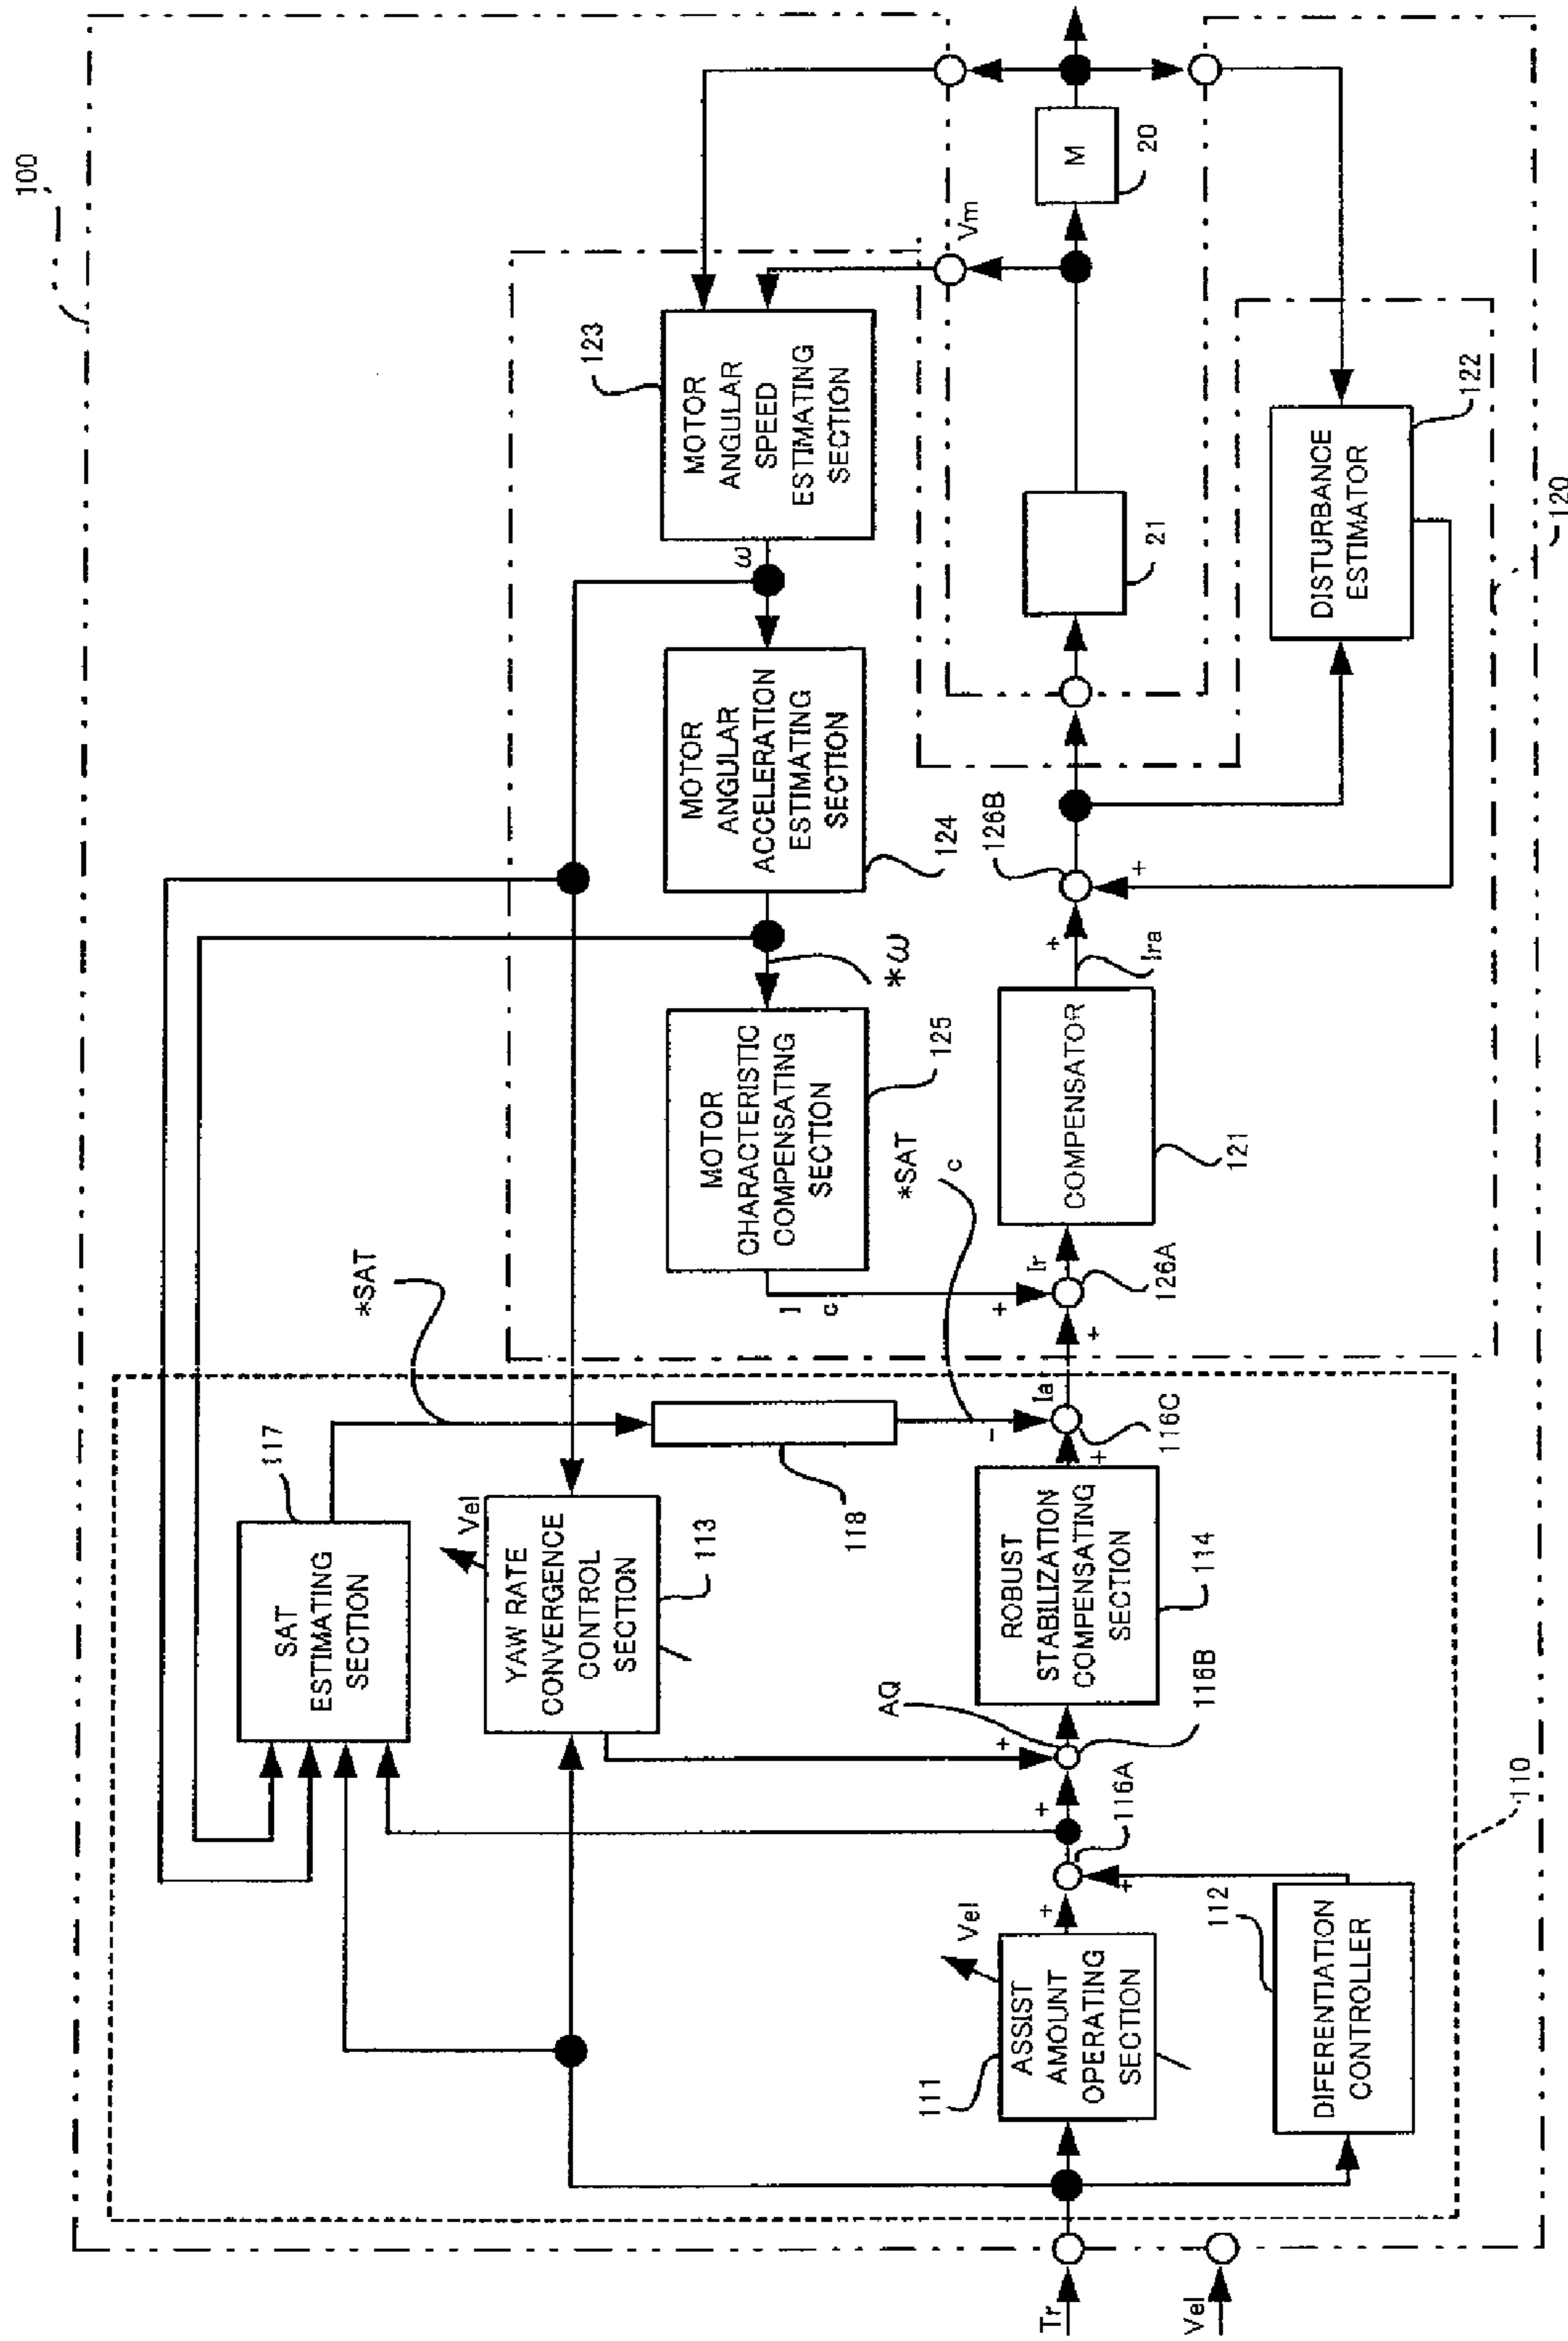 100
117
SAT
ESTIMATING
SECTION
*SAT
Vel
YAW RATE
CONVERGENCE
CONTROL
SECTION
113
118
123
MOTOR
ANGULAR
SPEED
ESTIMATING
SECTION
ω
MOTOR
ANGULAR
ACCELERATION
ESTIMATING
SECTION
124
*ω
MOTOR
CHARACTERISTIC
COMPENSATING
SECTION
125
I
c
*SAT
c
Vm
M
20
21
Tr
Vel
111
ASSIST
AMOUNT
OPERATING
SECTION
Vel
+
+
116A
+
+
AQ
116B
ROBUST
STABILIZATION
COMPENSATING
SECTION
114
+
-
Ia
116C
+
+
Ir
126A
COMPENSATOR
121
Ira
+
+
126B
112
DIFERENTIATION
CONTROLLER
110
DISTURBANCE
ESTIMATOR
122
120